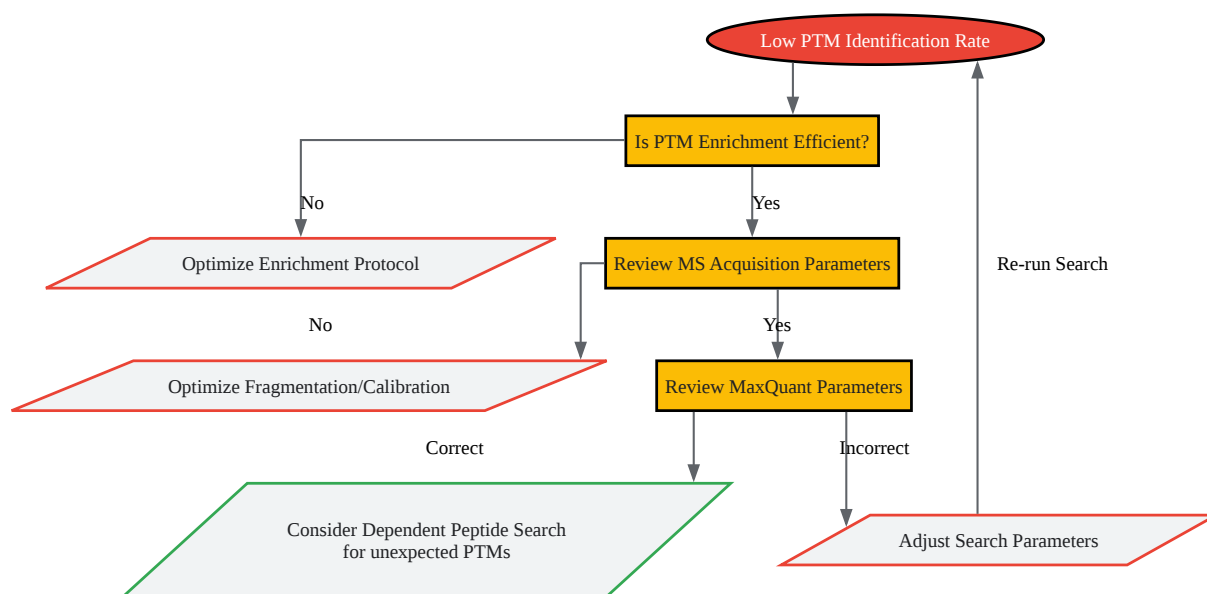 Low PTM Identification Rate
Is PTM Enrichment Efficient?
No
Yes
Optimize Enrichment Protocol
Review MS Acquisition Parameters
Re-run Search
No
Yes
Optimize Fragmentation/Calibration
Review MaxQuant Parameters
Correct
Incorrect
Consider Dependent Peptide Search
for unexpected PTMs
Adjust Search Parameters